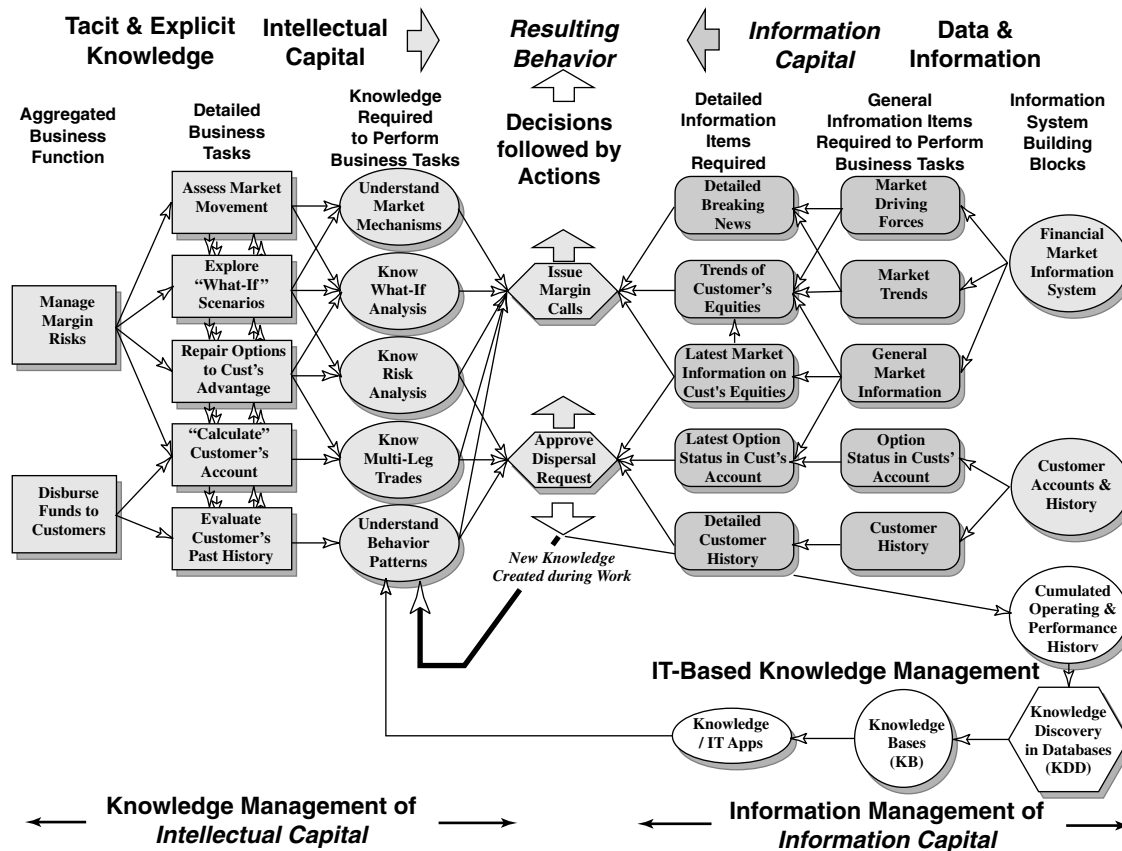 Tacit & Explicit
Knowledge
Intellectual
Capital
Resulting
Behavior
Information
Capital
Data &
Information
Aggregated
Business
Function
Detailed
Business
Tasks
Knowledge
Required
to Perform
Business Tasks
Decisions
followed by
Actions
Detailed
Information
Items
Required
General
Infromation Items
Required to Perform
Business Tasks
Information
System
Building
Blocks
Manage
Margin
Risks
Disburse
Funds to
Customers
Assess Market
Movement
Explore
“What-If”
Scenarios
Repair Options
to Cust’s
Advantage
“Calculate”
Customer’s
Account
Evaluate
Customer’s
Past History
Understand
Market
Mechanisms
Know
What-If
Analysis
Know
Risk
Analysis
Know
Multi-Leg
Trades
Understand
Behavior
Patterns
Issue
Margin
Calls
Approve
Dispersal
Request
New Knowledge
Created during Work
Detailed
Breaking
News
Trends of
Customer’s
Equities
Latest Market
Information on
Cust's Equities
Latest Option
Status in Cust’s
Account
Detailed
Customer
History
Market
Driving
Forces
Market
Trends
General
Market
Information
Option
Status in Custs’
Account
Customer
History
Financial
Market
Information
System
Customer
Accounts &
History
Cumulated
Operating &
Performance
History
IT-Based Knowledge Management
Knowledge
/ IT Apps
Knowledge
Bases
(KB)
Knowledge
Discovery
in
Databases
(KDD)
Knowledge Management of
Intellectual Capital
Information Management of
Information Capital